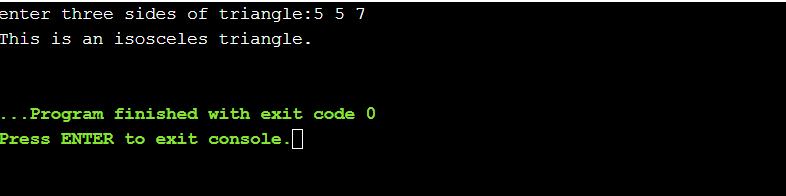 enter three sides of triangle:5 5 7
This is an isosceles triangle.
...Program finished with exit code 0
Press ENTER to exit console.